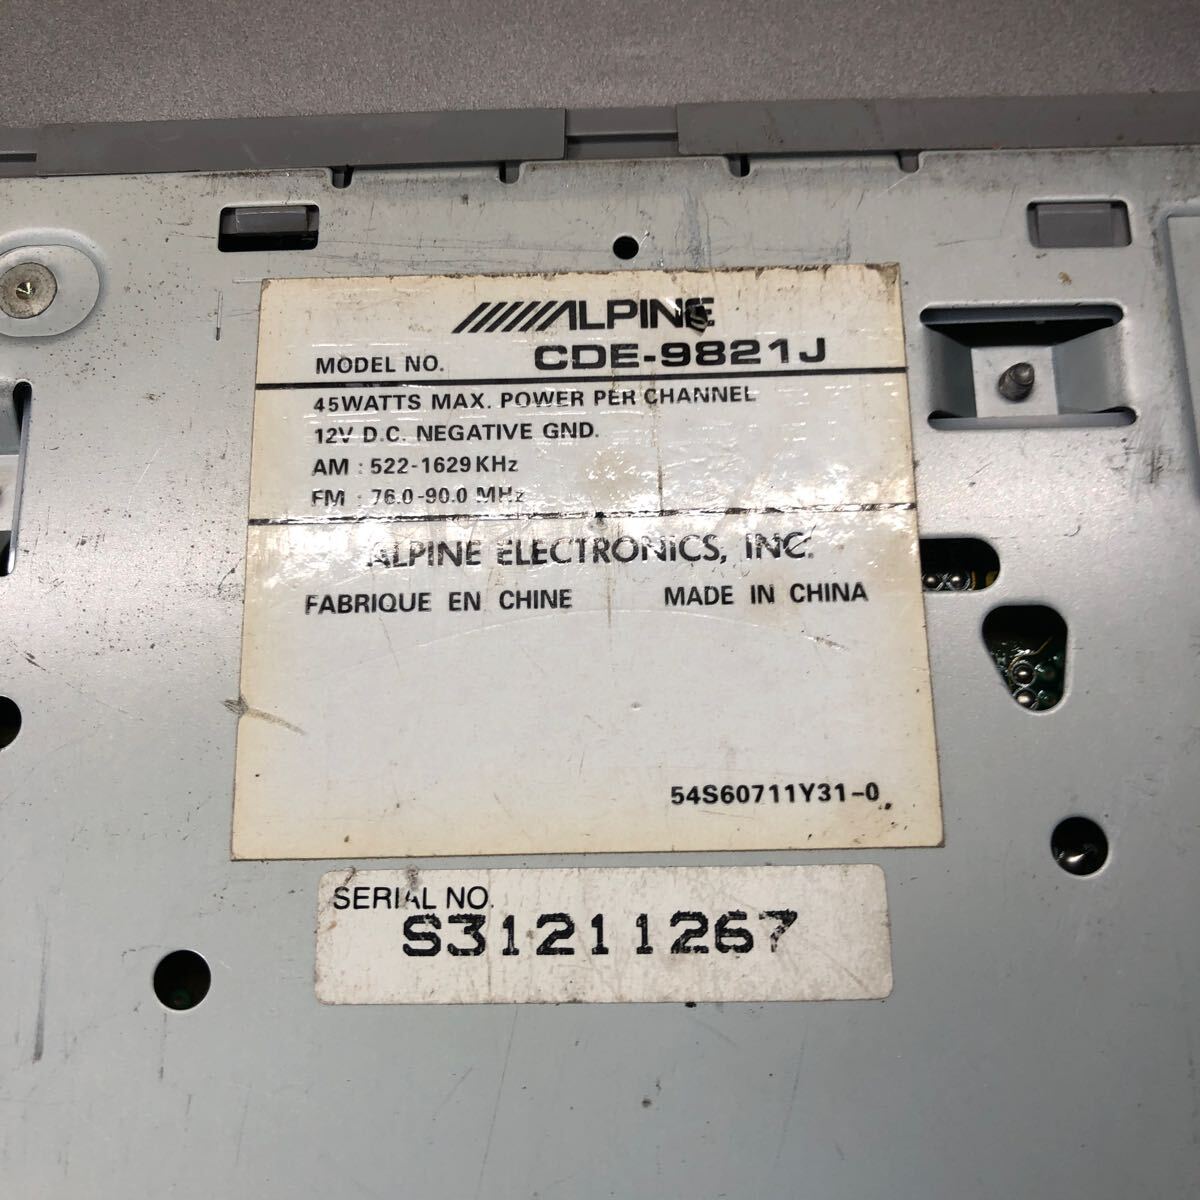 ALPINE
MODEL NO. CDE-9821J
45WATTS MAX. POWER PER CHANNEL
12V D.C. NEGATIVE GND.
AM : 522-1629 KHz
FM : 76.0-90.0 MHz
ALPINE ELECTRONICS, INC.
FABRIQUE EN CHINE MADE IN CHINA
54S60711Y31-0
SERIAL NO.
S31211267